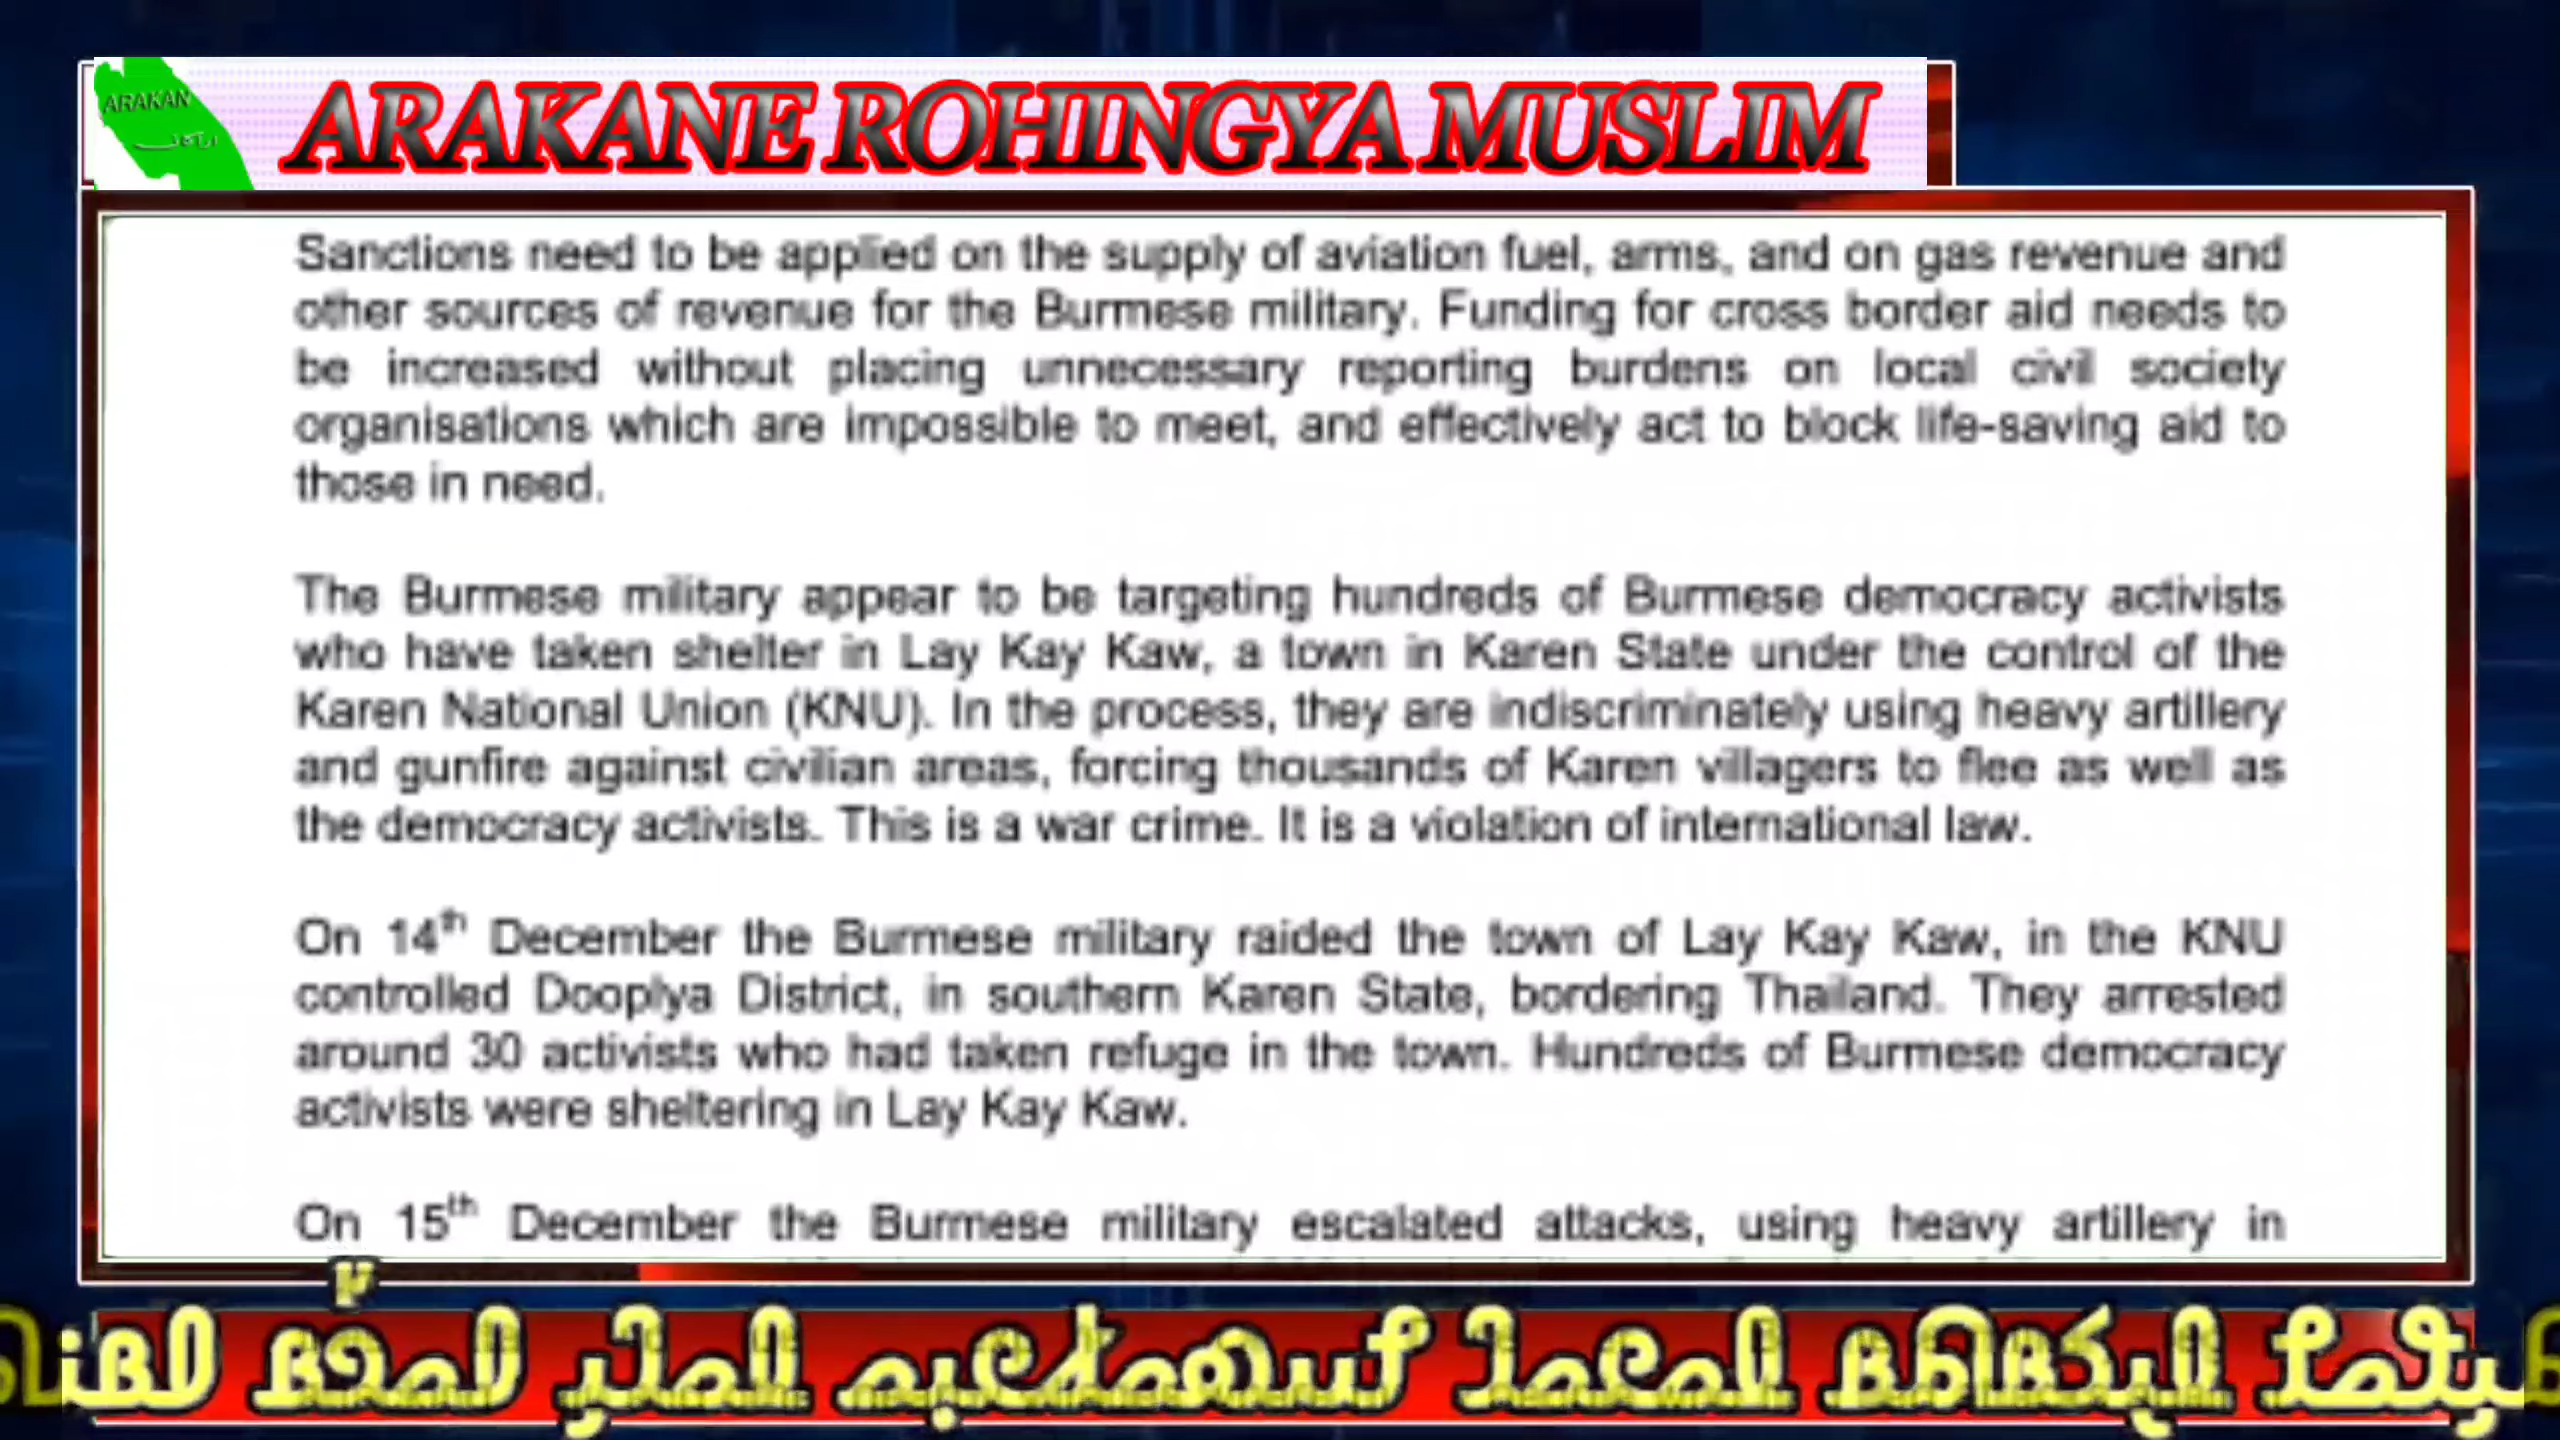 ARAKAN
اراكان
ARAKANE ROHINGYA MUSLIM
Sanctions need to be applied on the supply of aviation fuel, arms, and on gas revenue and
other sources of revenue for the Burmese military. Funding for cross border aid needs to
be increased without placing unnecessary reporting burdens on local civil society
organisations which are impossible to meet, and effectively act to block life-saving aid to
those in need.
The Burmese military appear to be targeting hundreds of Burmese democracy activists
who have taken shelter in Lay Kay Kaw, a town in Karen State under the control of the
Karen National Union (KNU). In the process, they are indiscriminately using heavy artillery
and gunfire against civilian areas, forcing thousands of Karen villagers to flee as well as
the democracy activists. This is a war crime. It is a violation of international law.
On 14th December the Burmese military raided the town of Lay Kay Kaw, in the KNU
controlled Dooplya District, in southern Karen State, bordering Thailand. They arrested
around 30 activists who had taken refuge in the town. Hundreds of Burmese democracy
activists were sheltering in Lay Kay Kaw.
On 15th December the Burmese military escalated attacks, using heavy artillery in